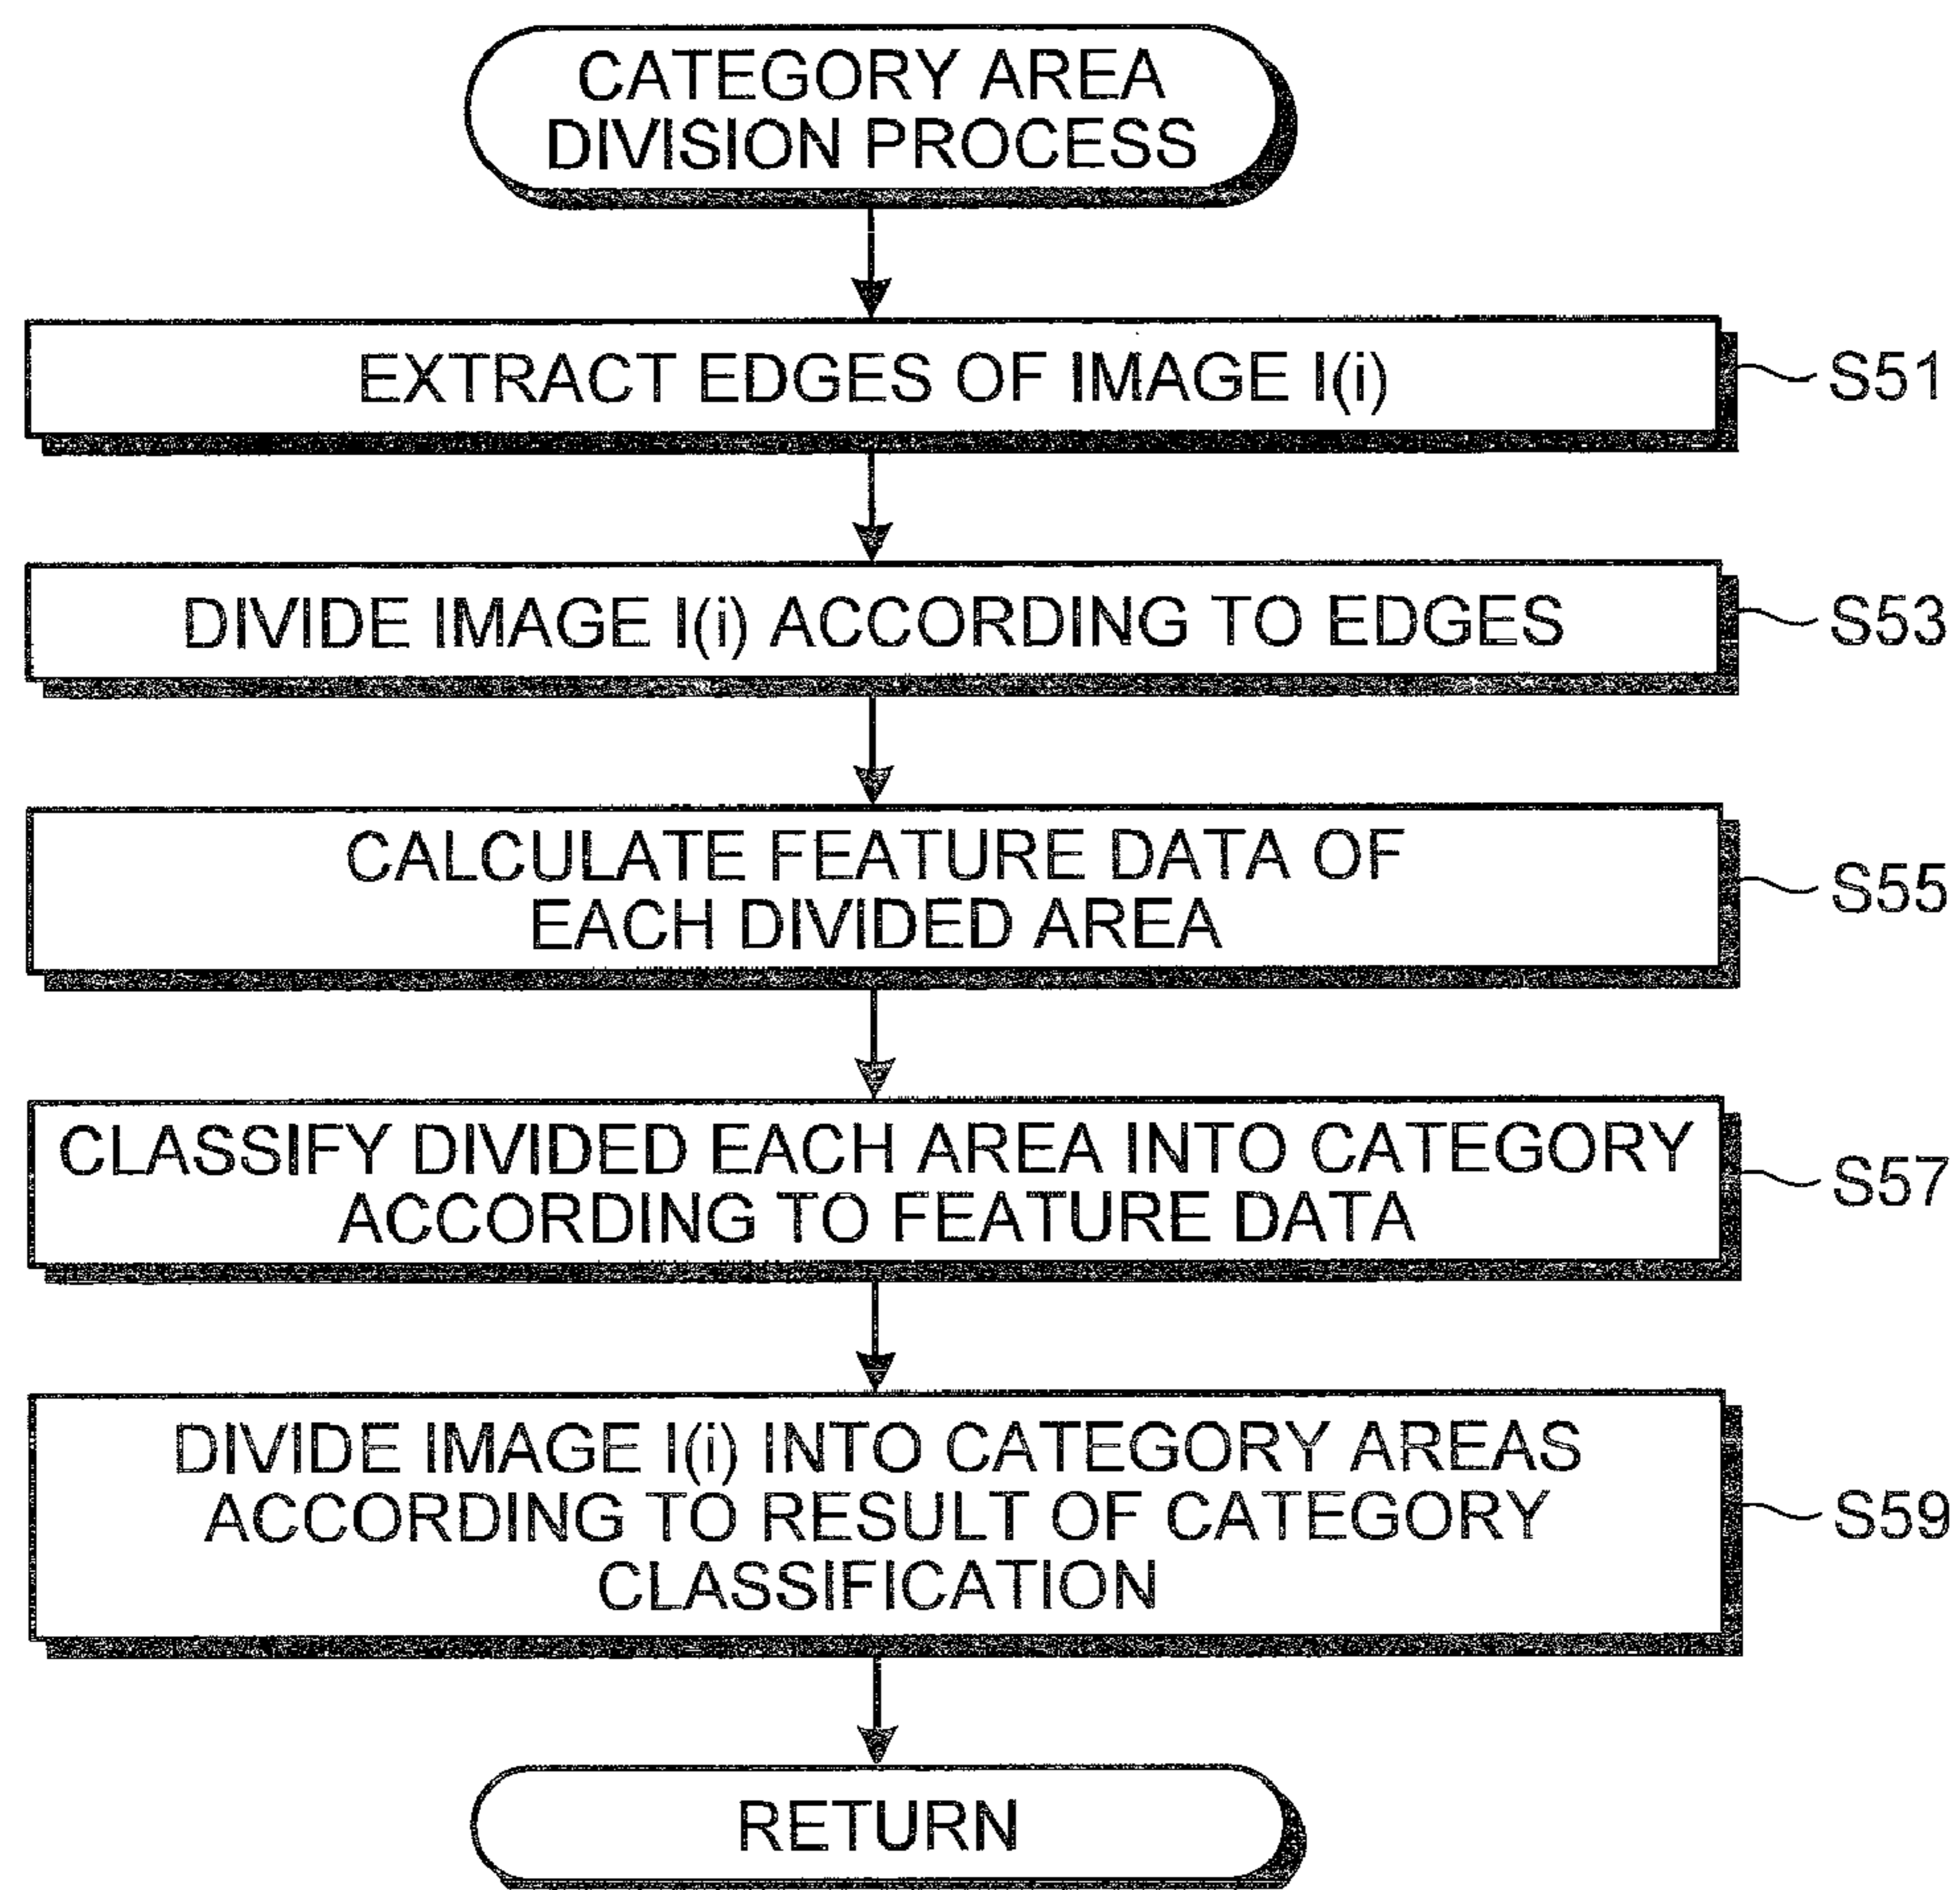 CATEGORY AREA
DIVISION PROCESS
EXTRACT EDGES OF IMAGE I(i)
S51
DIVIDE IMAGE I(i) ACCORDING TO EDGES
S53
CALCULATE FEATURE DATA OF
EACH DIVIDED AREA
S55
CLASSIFY DIVIDED EACH AREA INTO CATEGORY
ACCORDING TO FEATURE DATA
S57
DIVIDE IMAGE I(i) INTO CATEGORY AREAS
ACCORDING TO RESULT OF CATEGORY
CLASSIFICATION
S59
RETURN